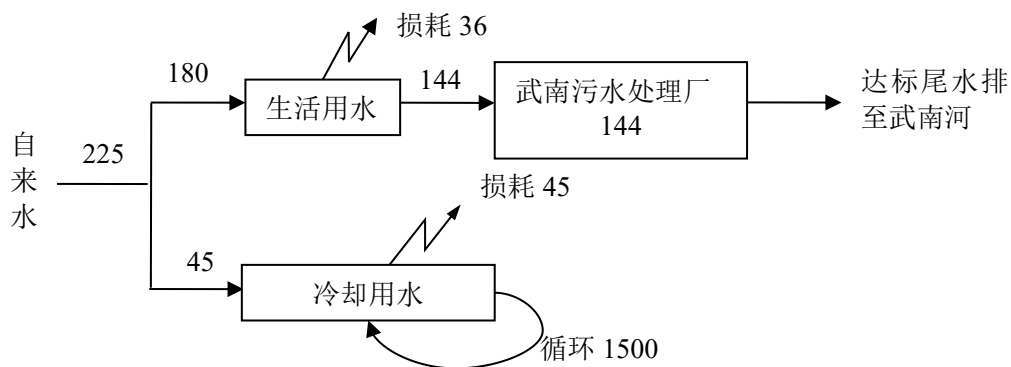 损耗 36
180
生活用水
144
武南污水处理厂
144
达标尾水排
至武南河
自
来
水
225
损耗 45
45
冷却用水
循环 1500